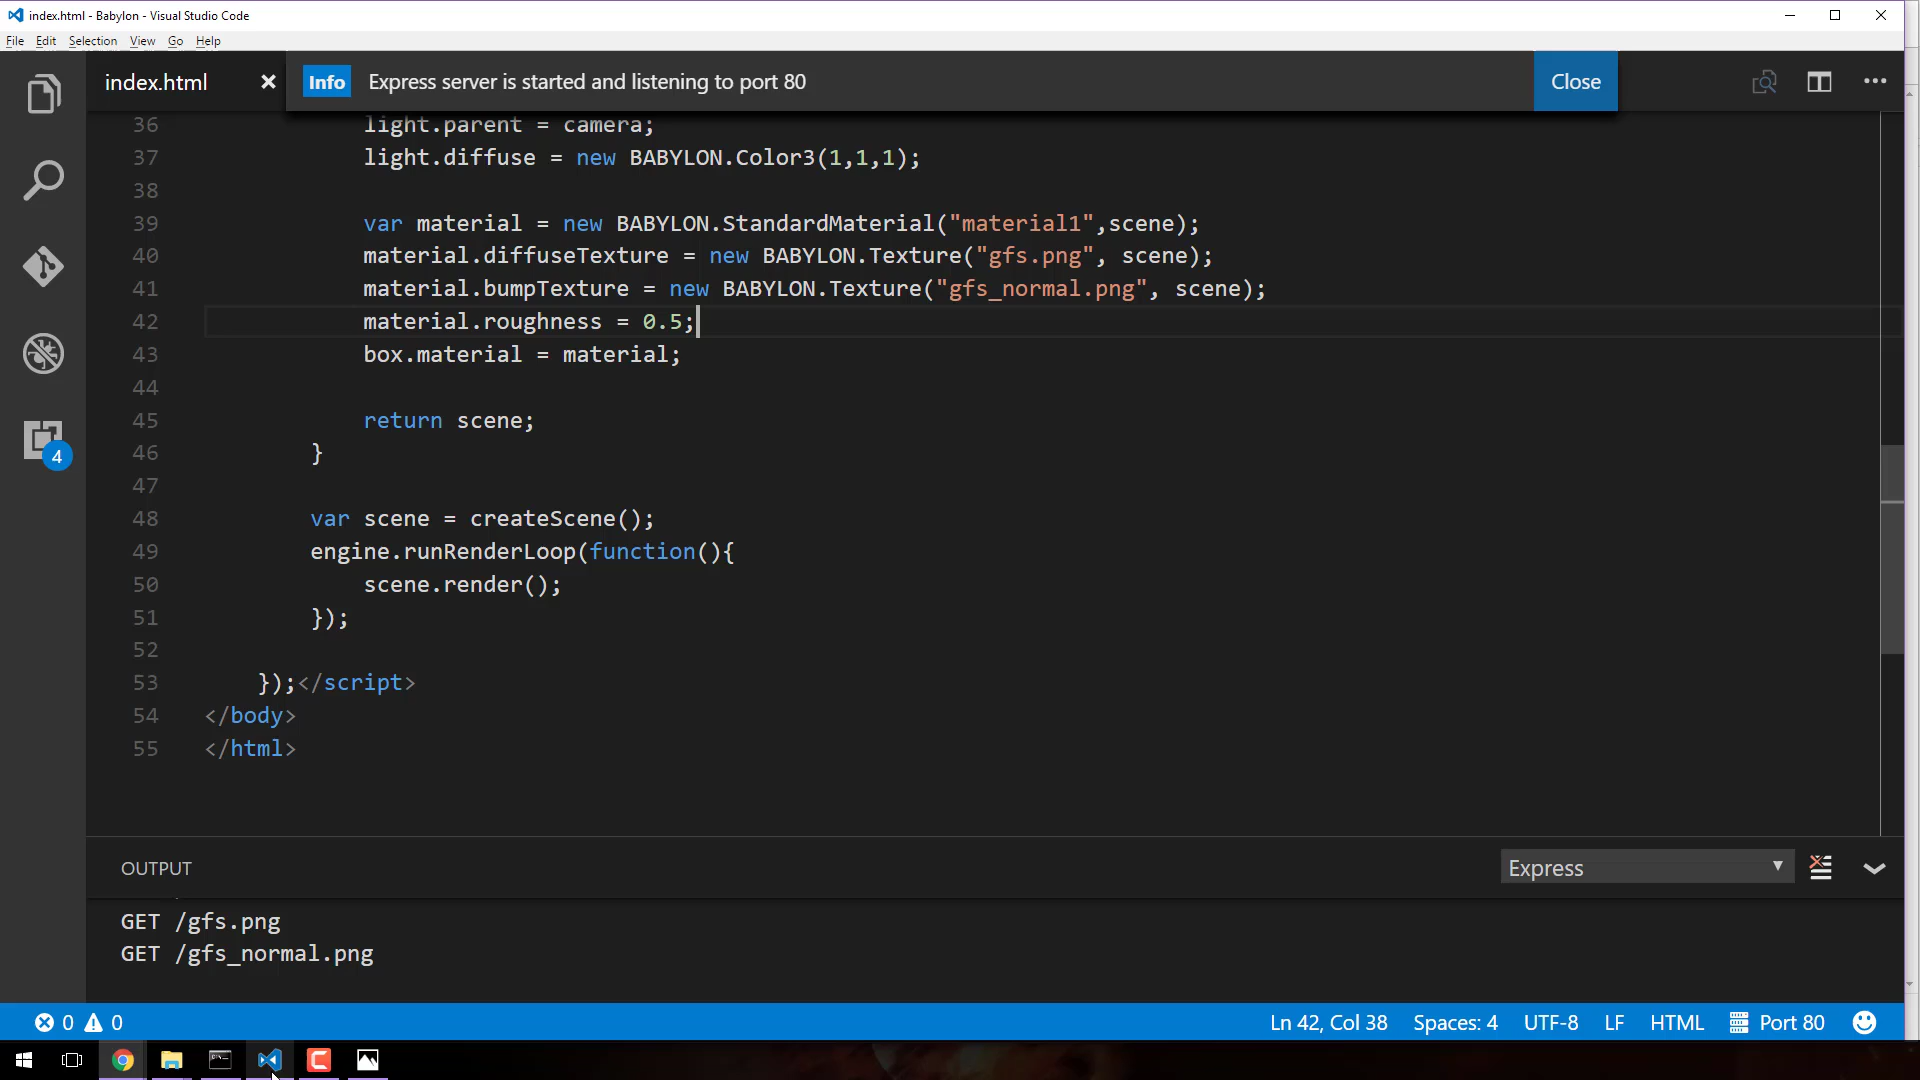 index.html - Babylon - Visual Studio Code
File Edit Selection View Go Help
index.html
Info Express server is started and listening to port 80 Close
36 light.parent = camera;
37 light.diffuse = new BABYLON.Color3(1,1,1);
38
39 var material = new BABYLON.StandardMaterial("material1",scene);
40 material.diffuseTexture = new BABYLON.Texture("gfs.png", scene);
41 material.bumpTexture = new BABYLON.Texture("gfs_normal.png", scene);
42 material.roughness = 0.5;
43 box.material = material;
44
45 return scene;
46 }
47
48 var scene = createScene();
49 engine.runRenderLoop(function(){
50 scene.render();
51 });
52
53 });</script>
54 </body>
55 </html>
4
OUTPUT Express
GET /gfs.png
GET /gfs_normal.png
0 0 Ln 42, Col 38 Spaces: 4 UTF-8 LF HTML Port 80